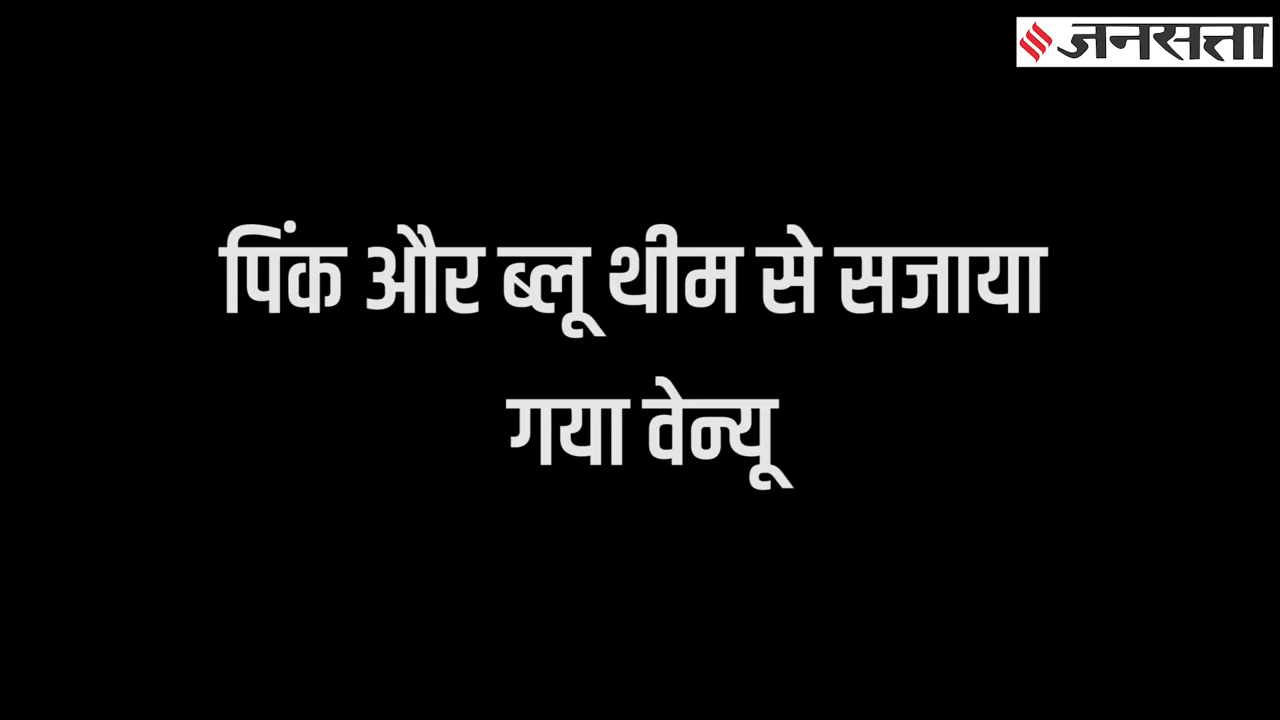 जनसत्ता
पिंक और ब्लू थीम से सजाया
गया वेन्यू